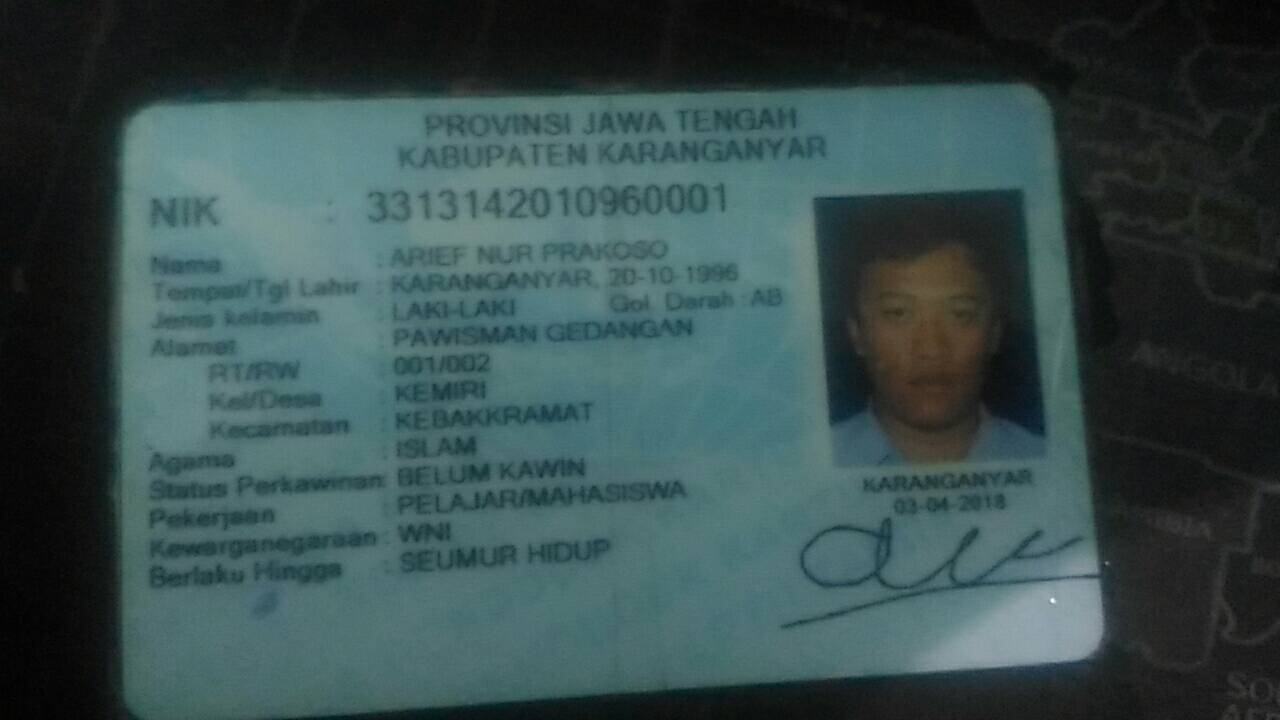 PROVINSI JAWA TENGAH
KABUPATEN KARANGANYAR
NIK : 3313142010960001
Nama : ARIEF NUR PRAKOSO
Tempat/Tgl Lahir : KARANGANYAR, 20-10-1996
Jenis kelamin : LAKI-LAKI Gol. Darah : AB
Alamat : PAWISMAN GEDANGAN
RT/RW : 001/002
Kel/Desa : KEMIRI
Kecamatan : KEBAKKRAMAT
Agama : ISLAM
Status Perkawinan: BELUM KAWIN
Pekerjaan : PELAJAR/MAHASISWA
Kewarganegaraan : WNI
Berlaku Hingga : SEUMUR HIDUP
KARANGANYAR
03-04-2018
ANGOLA